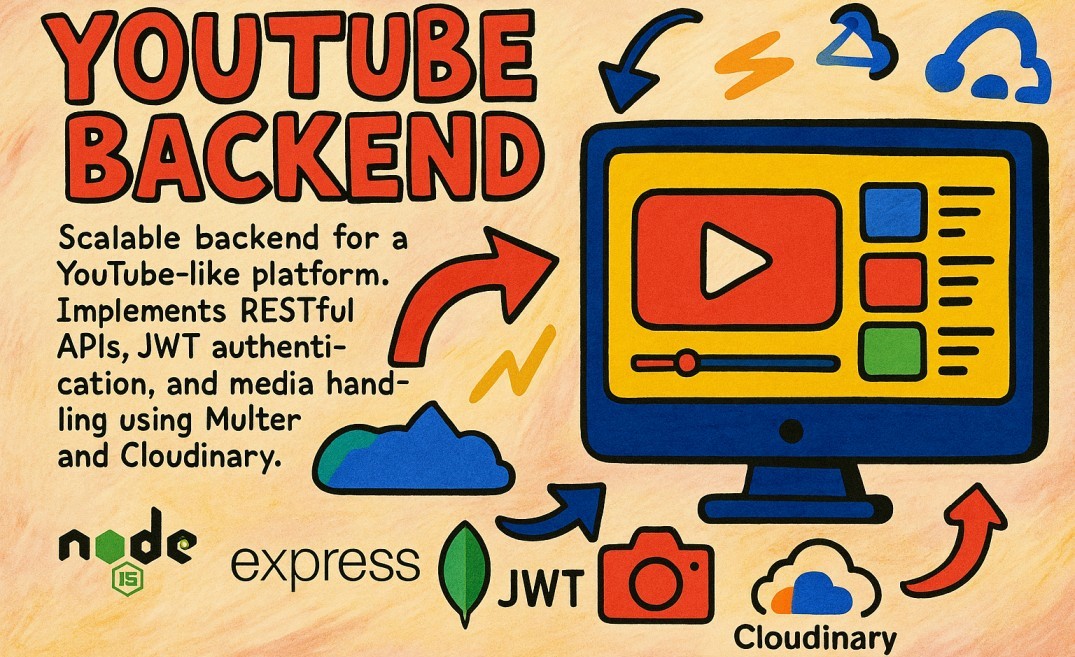 YOUTUBE
BACKEND
Scalable backend for a
YouTube-like platform.
Implements RESTful
APIs, JWT authenti-
cation, and media hand-
ling using Multer
and Cloudinary.
node
JS
express
JWT
Cloudinary